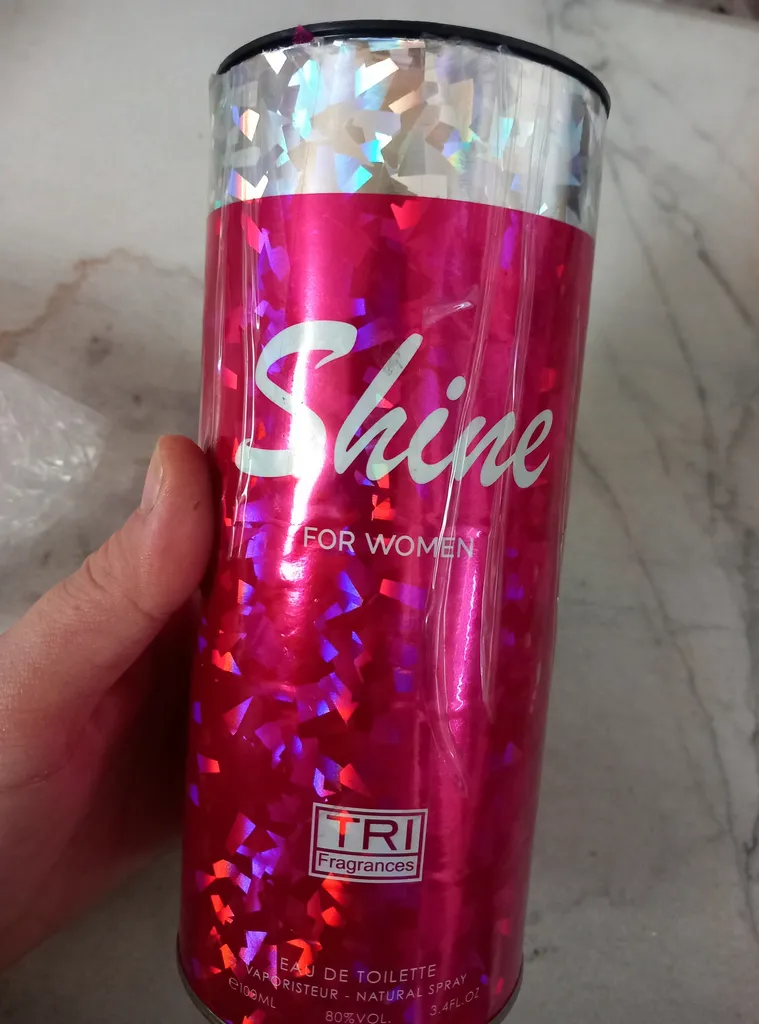 Shine
FOR WOMEN
TRI
Fragrances
EAU DE TOILETTE
VAPORISTEUR - NATURAL SPRAY
℮100ML 80%VOL. 3.4FL.OZ